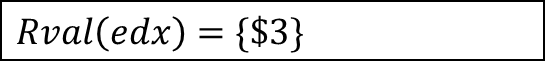 Rval(edx) = {$3}